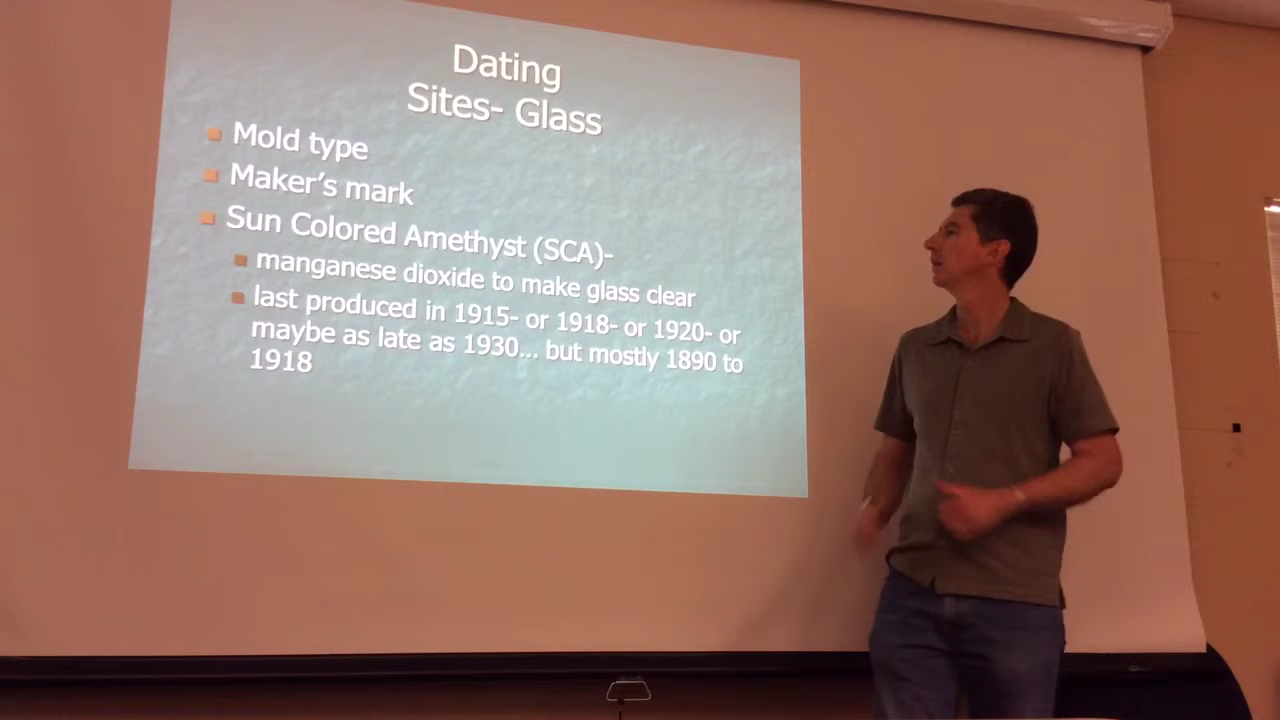 Dating
Sites- Glass
Mold type
Maker's mark
Sun Colored Amethyst (SCA)-
manganese dioxide to make glass clear
last produced in 1915- or 1918- or 1920- or
maybe as late as 1930... but mostly 1890 to
1918